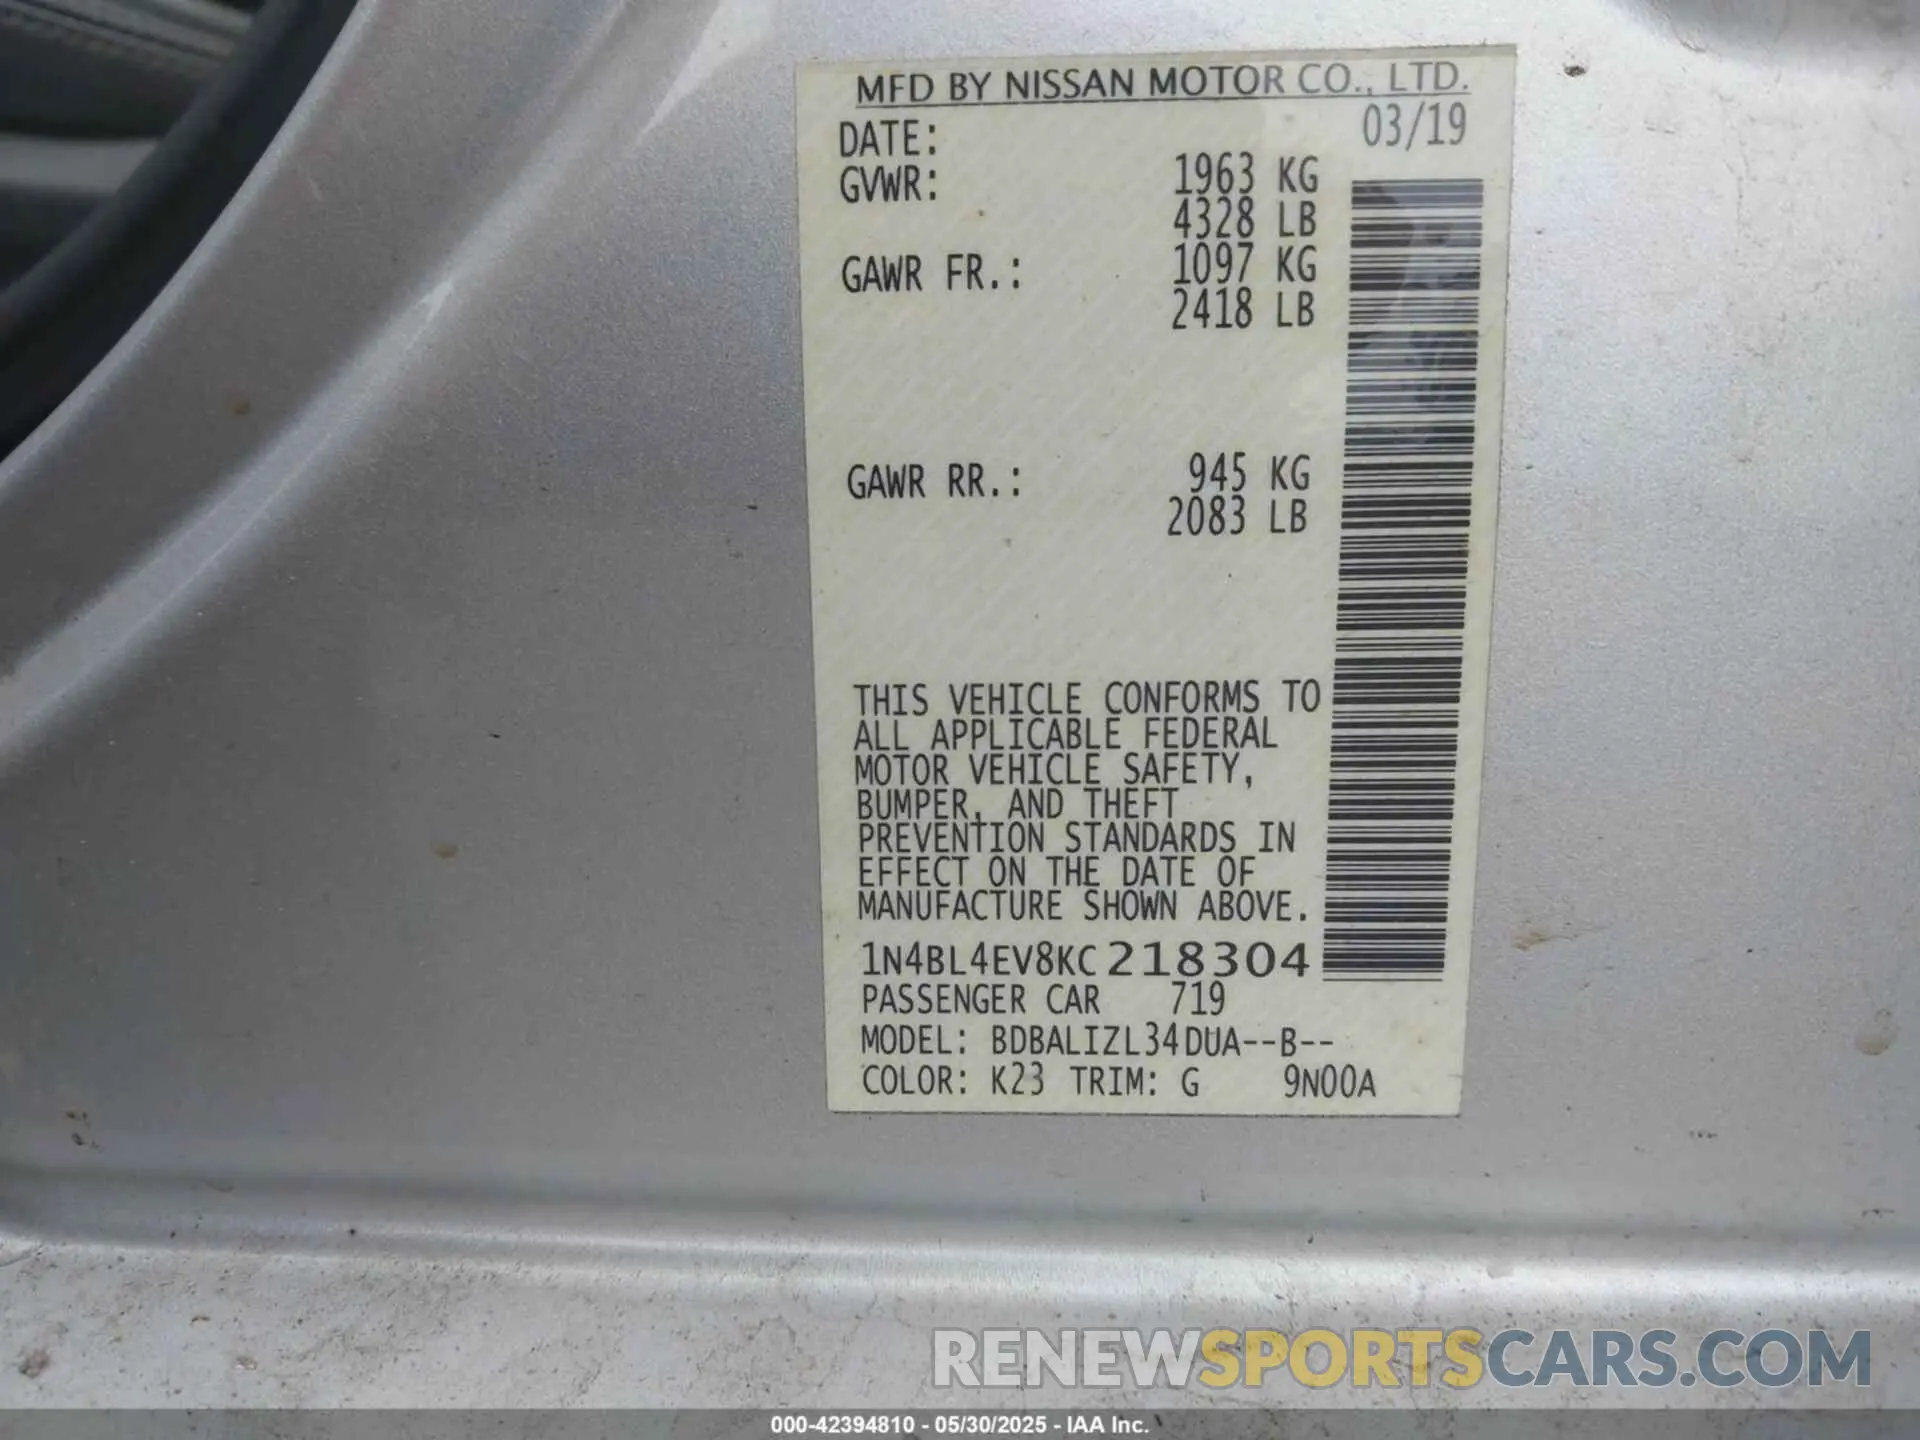 MFD BY NISSAN MOTOR CO., LTD.
DATE: 03/19
GVWR: 1963 KG
4328 LB
GAWR FR.: 1097 KG
2418 LB
GAWR RR.: 945 KG
2083 LB
THIS VEHICLE CONFORMS TO
ALL APPLICABLE FEDERAL
MOTOR VEHICLE SAFETY,
BUMPER, AND THEFT
PREVENTION STANDARDS IN
EFFECT ON THE DATE OF
MANUFACTURE SHOWN ABOVE.
1N4BL4EV8KC218304
PASSENGER CAR 719
MODEL: BDBALIZL34DUA--B--
COLOR: K23 TRIM: G 9N00A
RENEWSPORTSCARS.COM
000-42394810 - 05/30/2025 - IAA Inc.